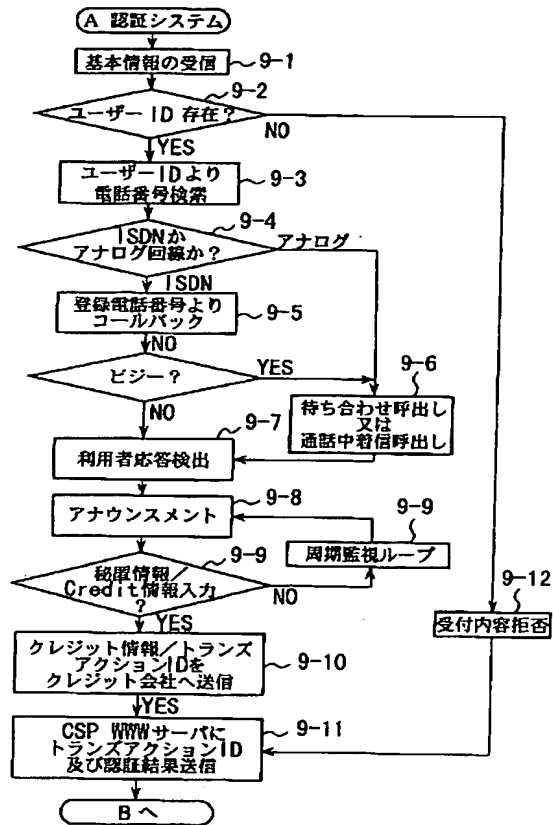 A 認証システム
基本情報の受信
9-1
9-2
ユーザー ID 存在?
NO
YES
ユーザーIDより
電話番号検索
9-3
9-4
ISDNか
アナログ回線か?
アナログ
ISDN
登録電話番号より
コールバック
9-5
NO
ビジー?
YES
9-6
待ち合わせ呼出し
又は
通話中着信呼出し
NO
9-7
利用者応答検出
9-8
アナウンスメント
9-9
周期監視ループ
9-9
秘匿情報/
Credit情報入力
?
NO
9-12
受付内容拒否
YES
クレジット情報/トランズ
アクションIDを
クレジット会社へ送信
9-10
YES
9-11
CSP WWWサーバに
トランズアクションID
及び認証結果送信
Bへ